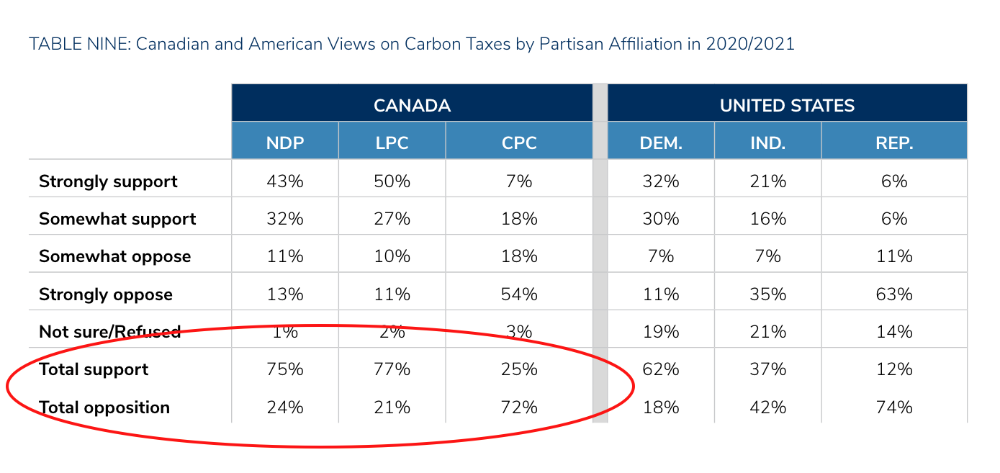 TABLE NINE: Canadian and American Views on Carbon Taxes by Partisan Affiliation in 2020/2021
CANADA UNITED STATES
NDP LPC CPC DEM. IND. REP.
Strongly support 43% 50% 7% 32% 21% 6%
Somewhat support 32% 27% 18% 30% 16% 6%
Somewhat oppose 11% 10% 18% 7% 7% 11%
Strongly oppose 13% 11% 54% 11% 35% 63%
Not sure/Refused 1% 2% 3% 19% 21% 14%
Total support 75% 77% 25% 62% 37% 12%
Total opposition 24% 21% 72% 18% 42% 74%